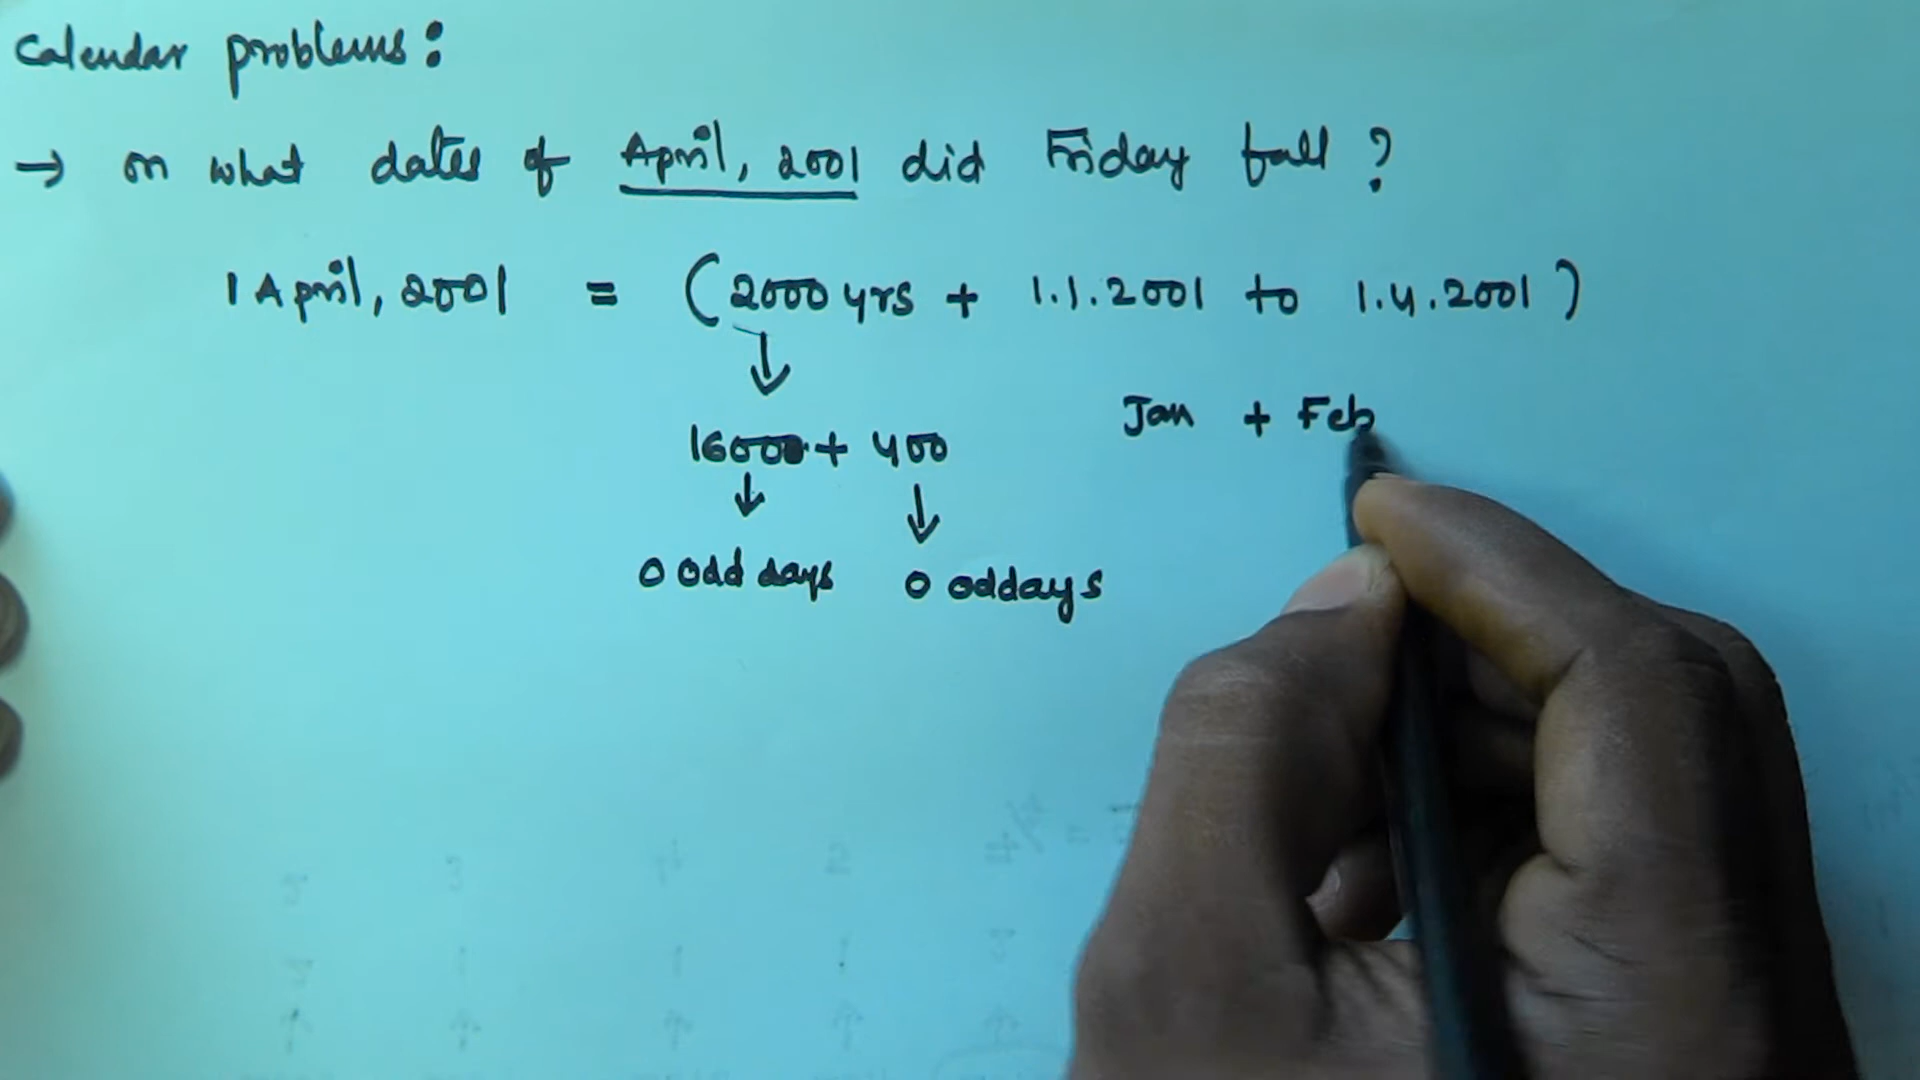 Calendar problems:
→ on what dates of April, 2001 did Friday fall ?
1 April, 2001 = (2000 yrs + 1.1.2001 to 1.4.2001)
↓
1600 + 400 Jan + Feb
↓ ↓
0 odd days 0 oddays